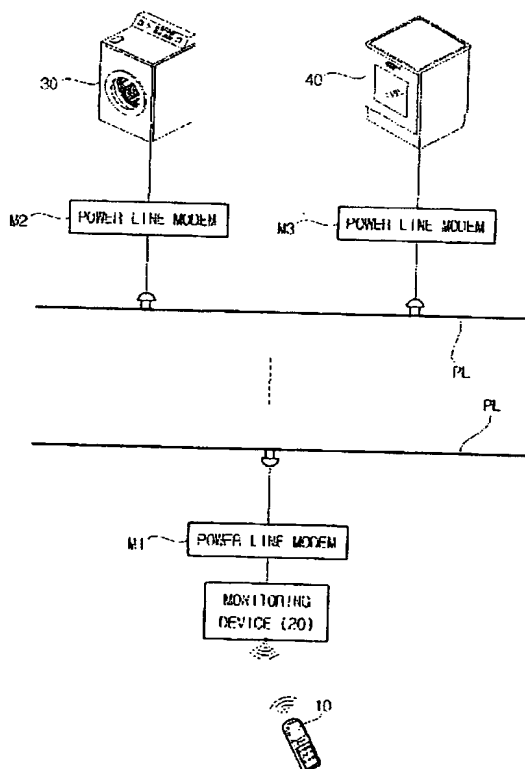 30
40
M2
POWER LINE MODEM
M3
POWER LINE MODEM
PL
PL
M1
POWER LINE MODEM
MONITORING
DEVICE (20)
10